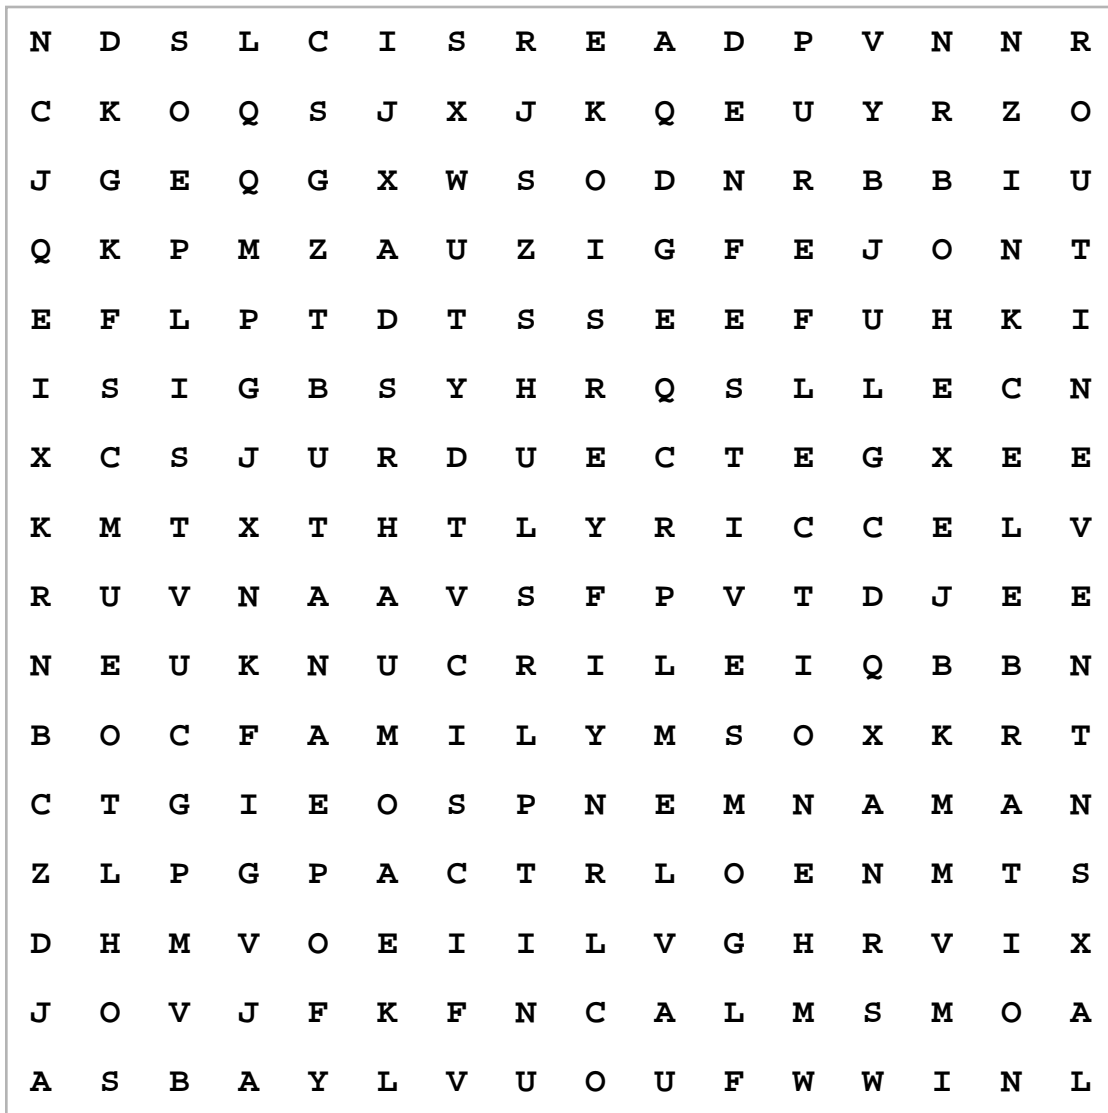 N D S L C I S R E A D P V N N R
C K O Q S J X J K Q E U Y R Z O
J G E Q G X W S O D N R B B I U
Q K P M Z A U Z I G F E J O N T
E F L P T D T S S E E F U H K I
I S I G B S Y H R Q S L L E C N
X C S J U R D U E C T E G X E E
K M T X T H T L Y R I C C E L V
R U V N A A V S F P V T D J E E
N E U K N U C R I L E I Q B B N
B O C F A M I L Y M S O X K R T
C T G I E O S P N E M N A M A N
Z L P G P A C T R L O E N M T S
D H M V O E I I L V G H R V I X
J O V J F K F N C A L M S M O A
A S B A Y L V U O U F W W I N L